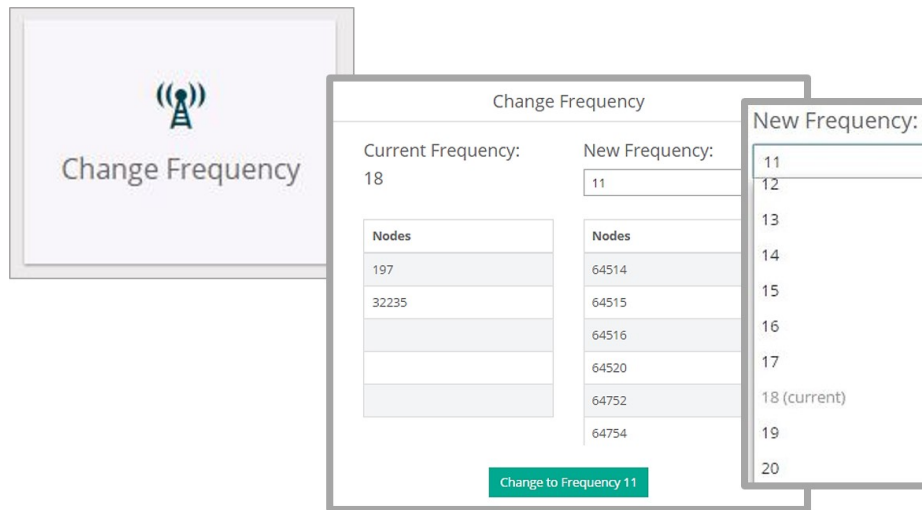 Change Frequency
Change Frequency
Current Frequency:
18
New Frequency:
11
Nodes
197
32235
Nodes
64514
64515
64516
64520
64752
64754
Change to Frequency 11
New Frequency:
11
12
13
14
15
16
17
18 (current)
19
20